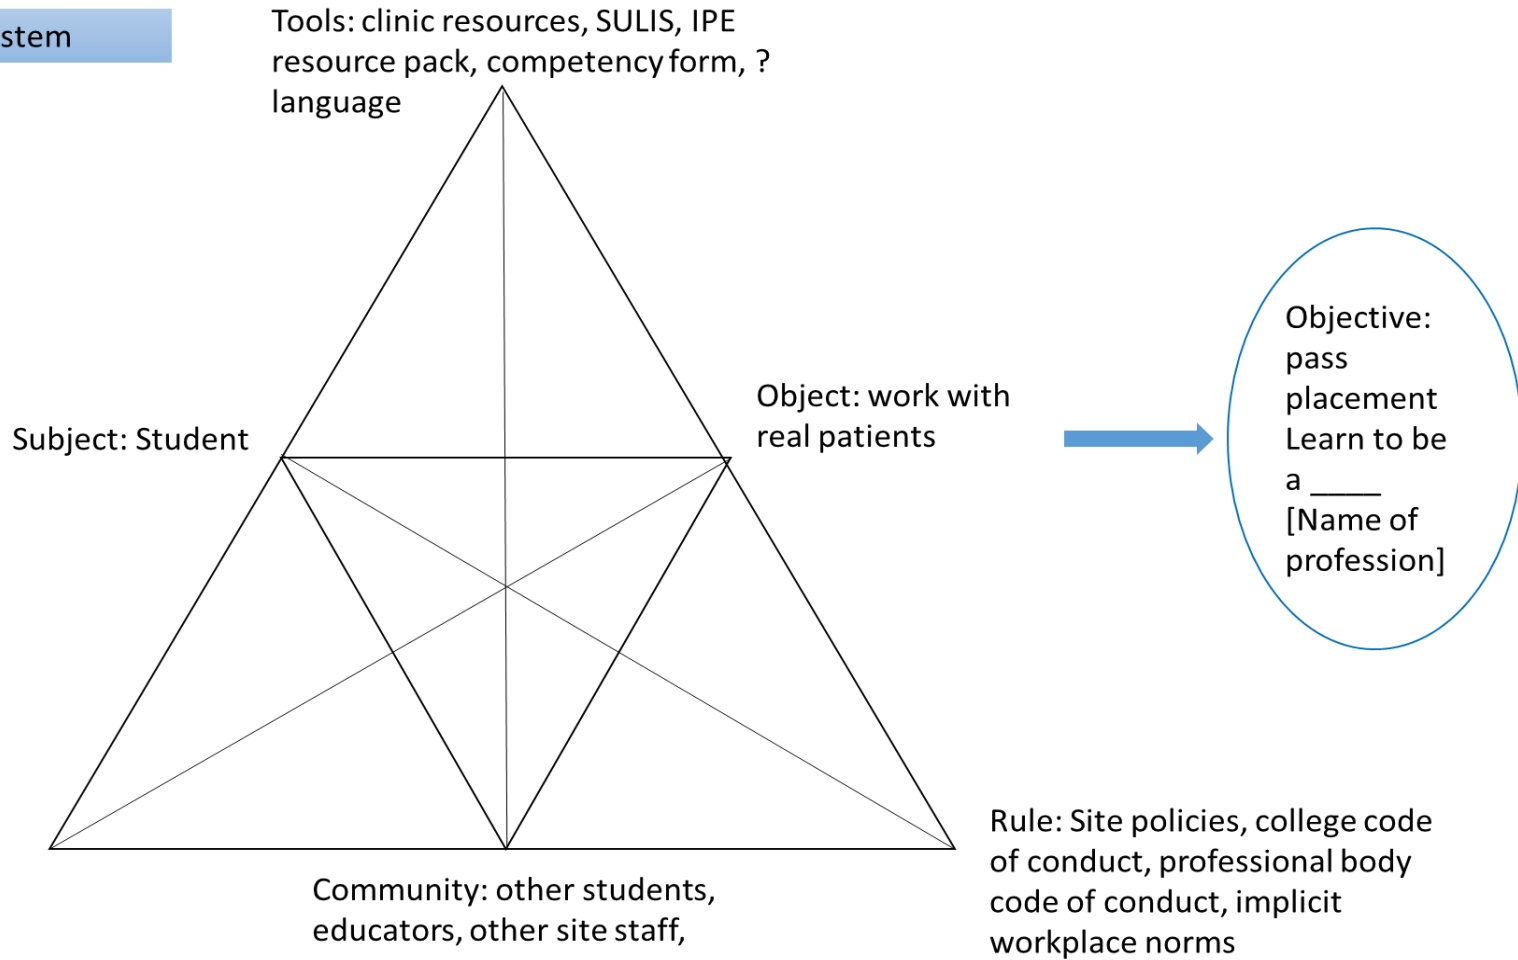 stem
Tools: clinic resources, SULIS, IPE
resource pack, competency form, ?
language
Subject: Student
Object: work with
real patients
Objective:
pass
placement
Learn to be
a ____
[Name of
profession]
Rule: Site policies, college code
of conduct, professional body
code of conduct, implicit
workplace norms
Community: other students,
educators, other site staff,